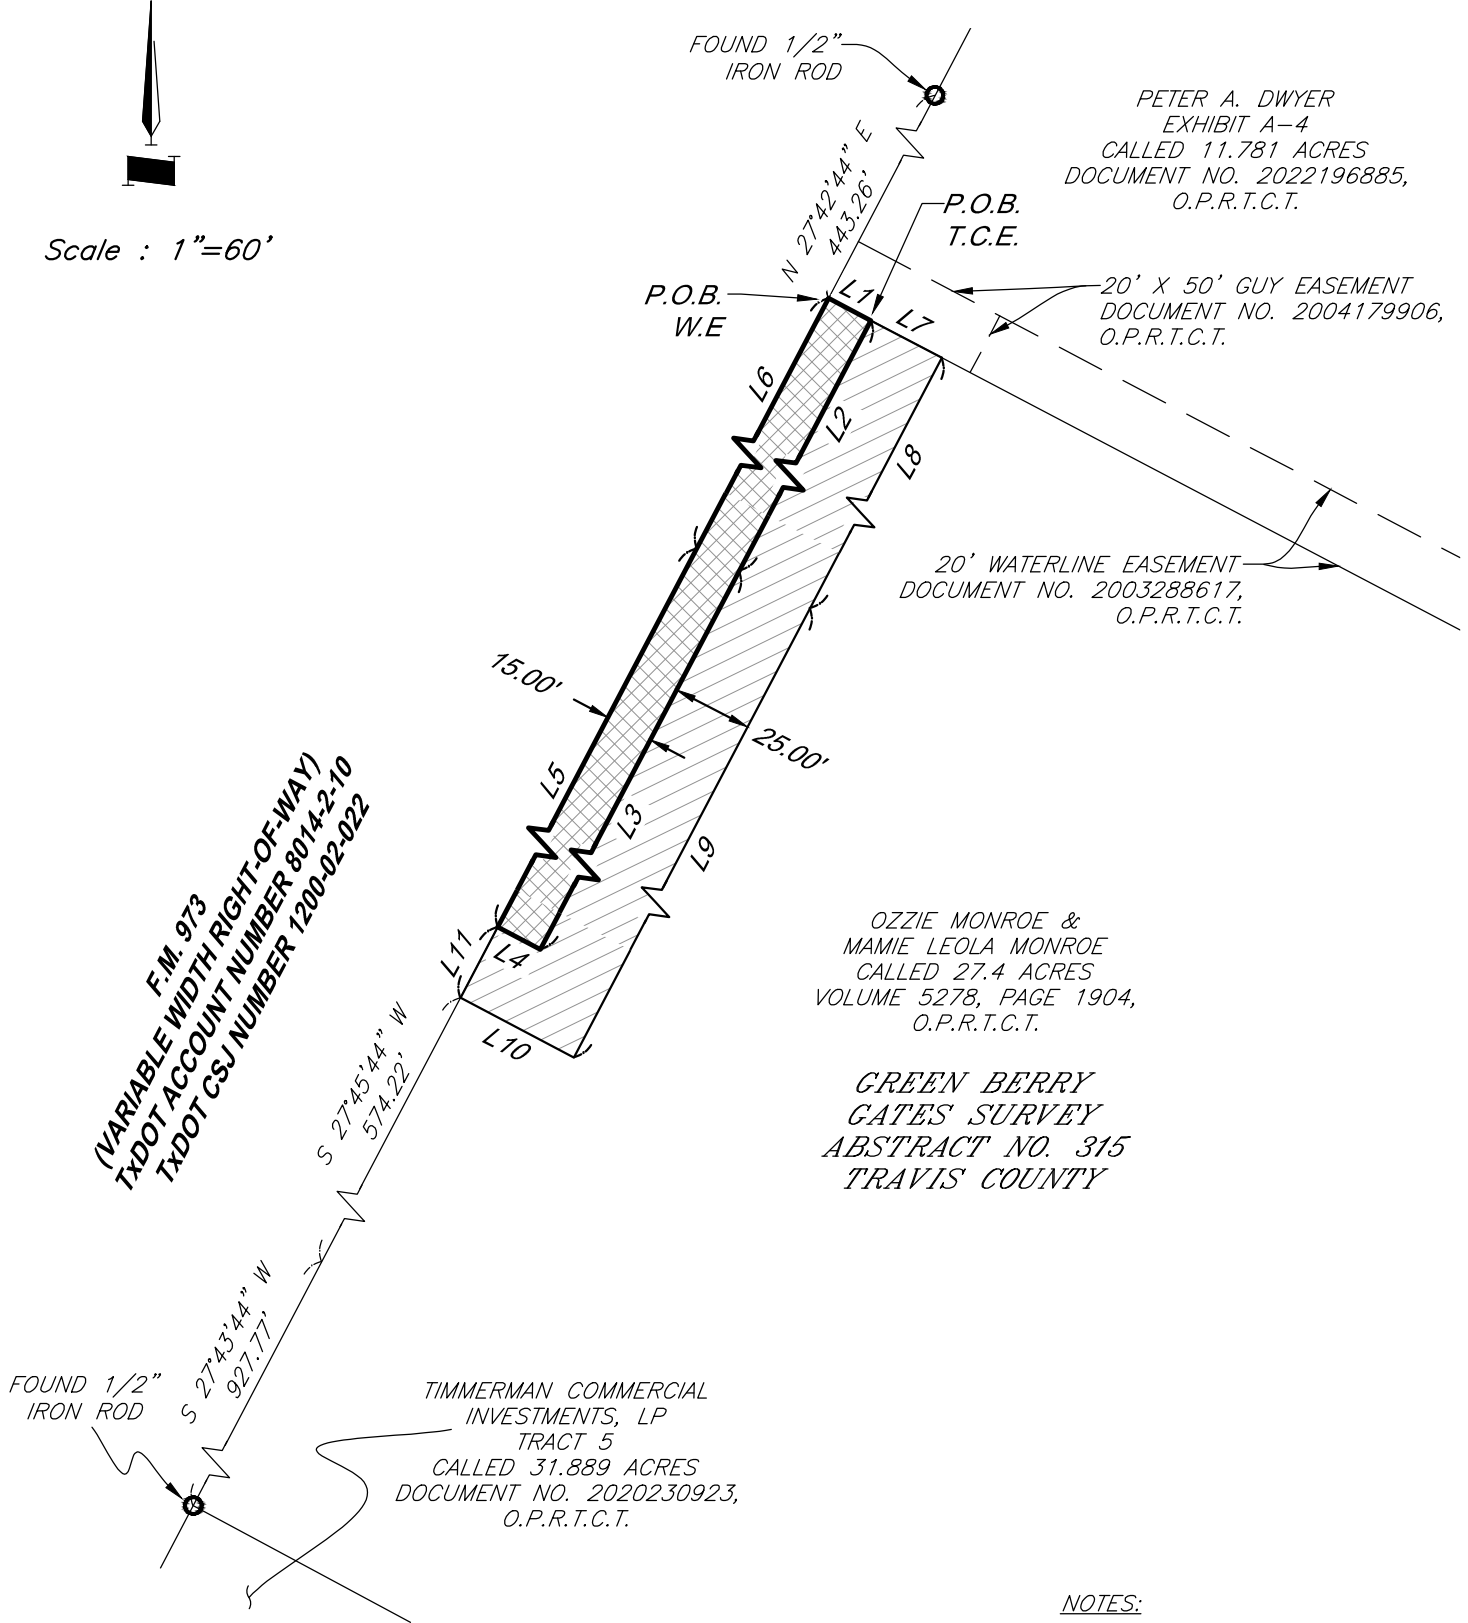 FOUND 1/2”
IRON ROD
PETER A. DWYER
EXHIBIT A-4
CALLED 11.781 ACRES
DOCUMENT NO. 2022196885,
O.P.R.T.C.T.
N 27°42'44” E
443.26'
Scale : 1”=60'
P.O.B.
T.C.E.
P.O.B.
W.E
L1
L7
20' X 50' GUY EASEMENT
DOCUMENT NO. 2004179906,
O.P.R.T.C.T.
L6
L2
L8
20' WATERLINE EASEMENT
DOCUMENT NO. 2003288617,
O.P.R.T.C.T.
15.00'
25.00'
L5
L3
L9
F.M. 973
(VARIABLE WIDTH RIGHT-OF-WAY)
TxDOT ACCOUNT NUMBER 8014-2-10
TxDOT CSJ NUMBER 1200-02-022
L11
L4
L10
OZZIE MONROE &
MAMIE LEOLA MONROE
CALLED 27.4 ACRES
VOLUME 5278, PAGE 1904,
O.P.R.T.C.T.
S 27°45'44” W
574.22'
GREEN BERRY
GATES SURVEY
ABSTRACT NO. 315
TRAVIS COUNTY
S 27°43'44” W
927.77'
FOUND 1/2”
IRON ROD
TIMMERMAN COMMERCIAL
INVESTMENTS, LP
TRACT 5
CALLED 31.889 ACRES
DOCUMENT NO. 2020230923,
O.P.R.T.C.T.
NOTES: